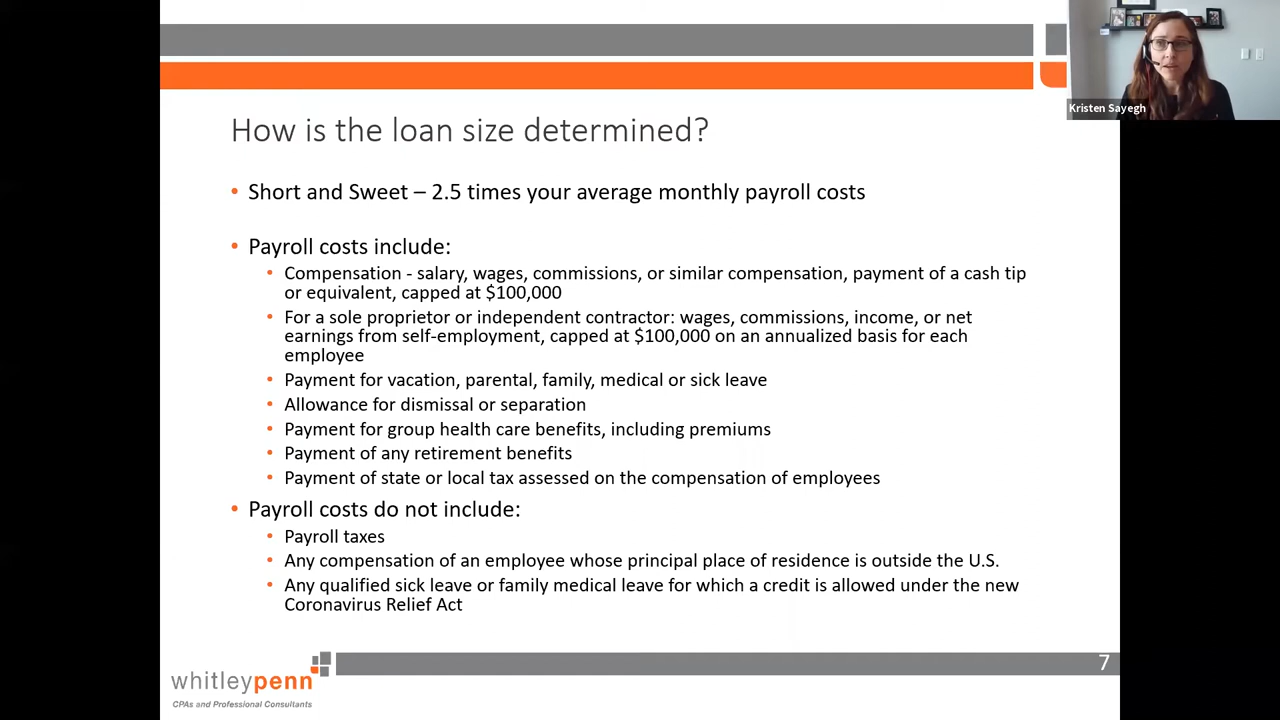 Kristen Sayegh
How is the loan size determined?
• Short and Sweet – 2.5 times your average monthly payroll costs
• Payroll costs include:
• Compensation - salary, wages, commissions, or similar compensation, payment of a cash tip
or equivalent, capped at $100,000
• For a sole proprietor or independent contractor: wages, commissions, income, or net
earnings from self-employment, capped at $100,000 on an annualized basis for each
employee
• Payment for vacation, parental, family, medical or sick leave
• Allowance for dismissal or separation
• Payment for group health care benefits, including premiums
• Payment of any retirement benefits
• Payment of state or local tax assessed on the compensation of employees
• Payroll costs do not include:
• Payroll taxes
• Any compensation of an employee whose principal place of residence is outside the U.S.
• Any qualified sick leave or family medical leave for which a credit is allowed under the new
Coronavirus Relief Act
7
whitleypenn
CPAs and Professional Consultants